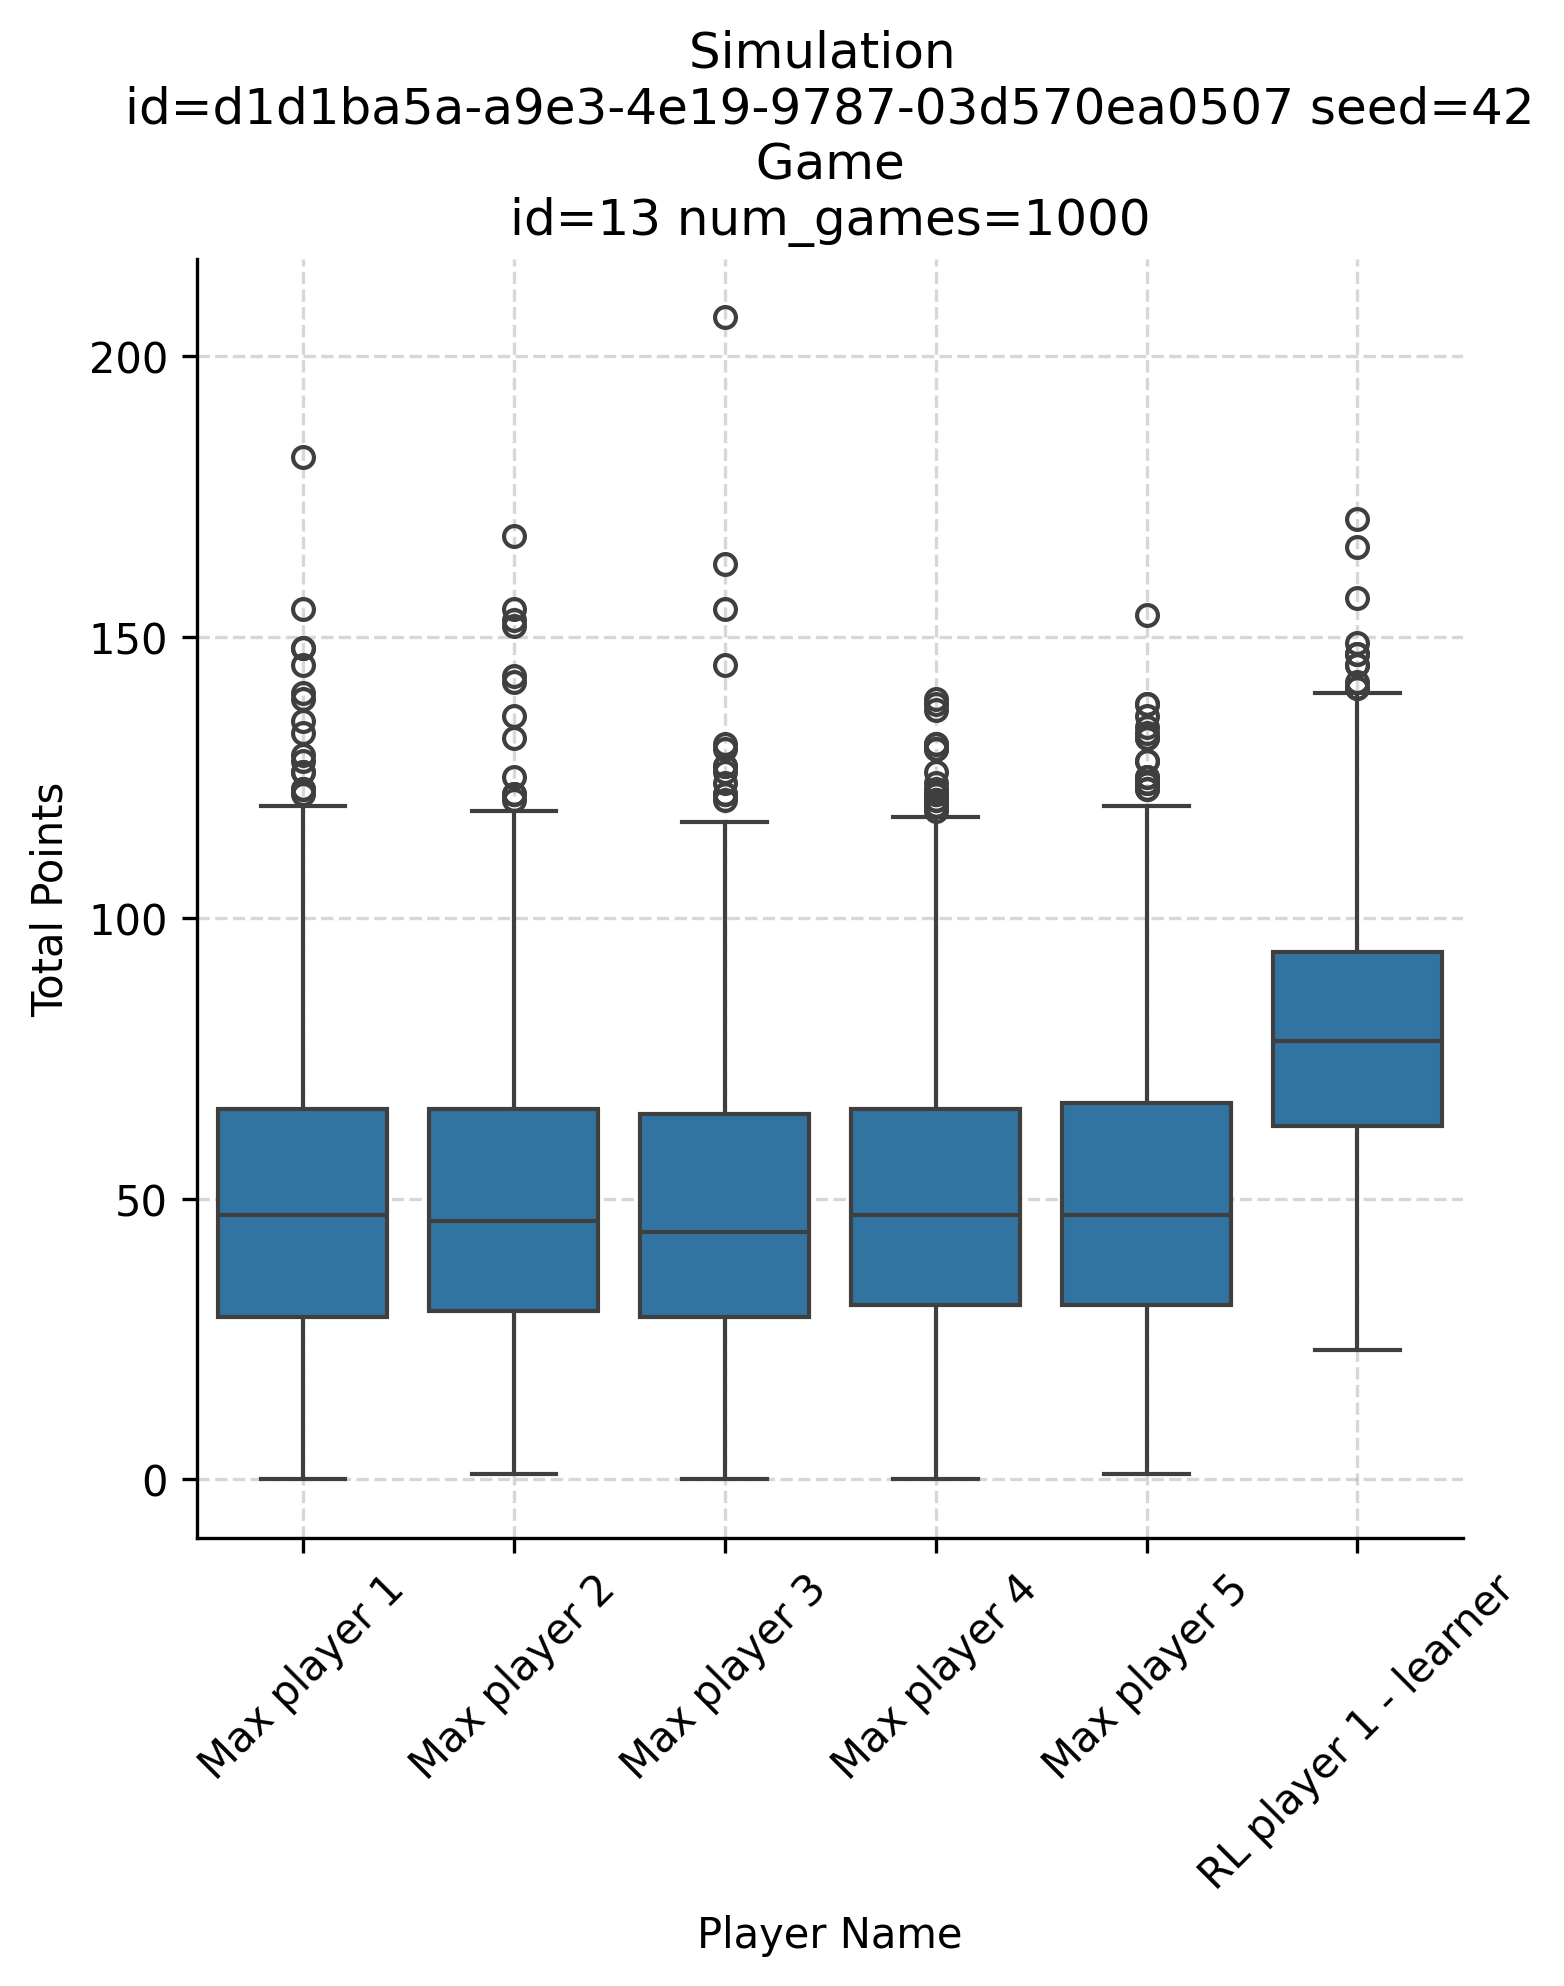 Simulation
id=d1d1ba5a-a9e3-4e19-9787-03d570ea0507 seed=42
Game
id=13 num_games=1000
Total Points
200
150
100
50
0
Max player 1
Max player 2
Max player 3
Max player 4
Max player 5
RL player 1 - learner
Player Name